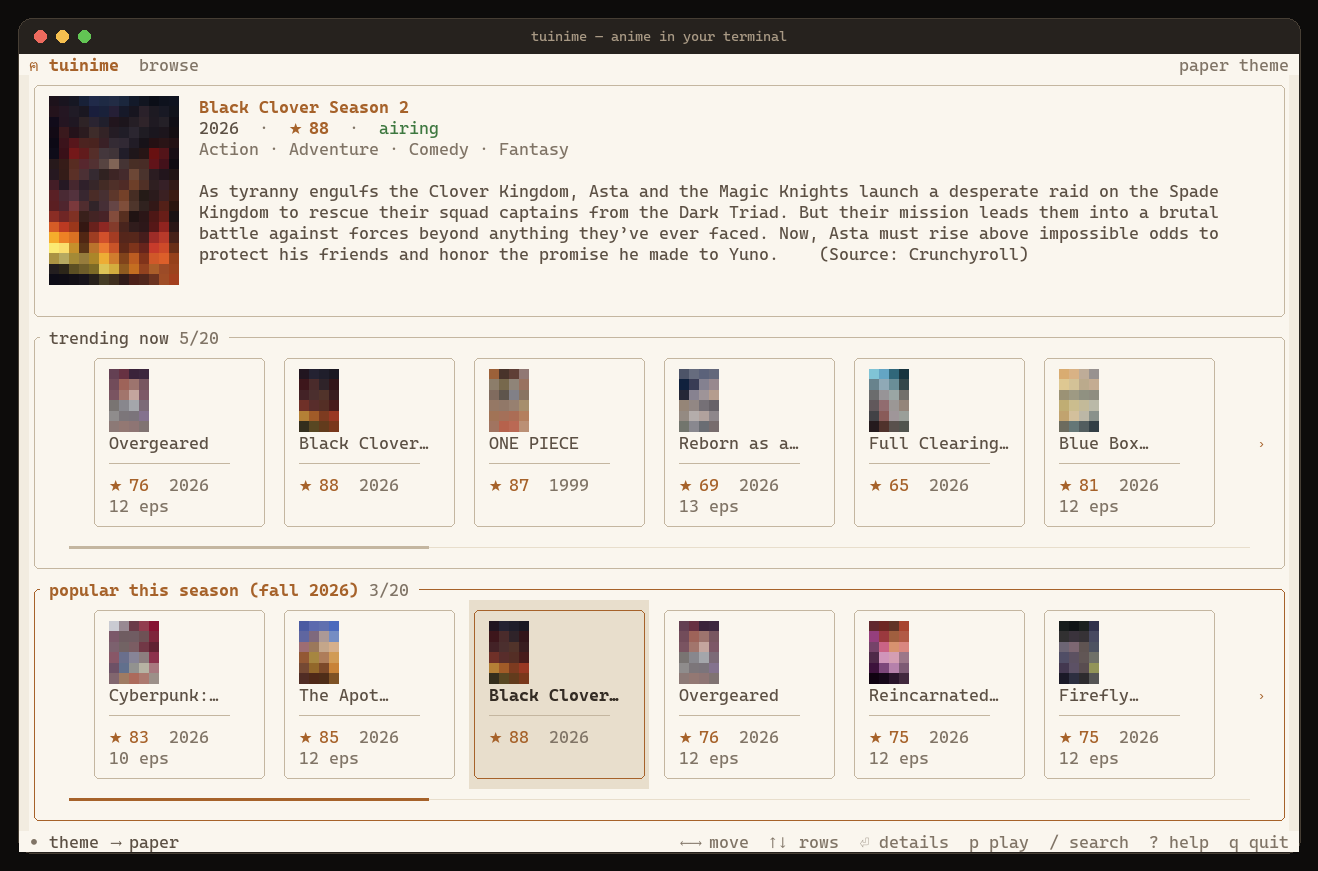 tuinime — anime in your terminal
tuinime browse paper theme
Black Clover Season 2
2026 · ★ 88 · airing
Action · Adventure · Comedy · Fantasy
As tyranny engulfs the Clover Kingdom, Asta and the Magic Knights launch a desperate raid on the Spade
Kingdom to rescue their squad captains from the Dark Triad. But their mission leads them into a brutal
battle against forces beyond anything they’ve ever faced. Now, Asta must rise above impossible odds to
protect his friends and honor the promise he made to Yuno. (Source: Crunchyroll)
trending now 5/20
Overgeared Black Clover… ONE PIECE Reborn as a… Full Clearing… Blue Box… ›
★ 76 2026 ★ 88 2026 ★ 87 1999 ★ 69 2026 ★ 65 2026 ★ 81 2026
12 eps 13 eps 12 eps
popular this season (fall 2026) 3/20
Cyberpunk:… The Apot… Black Clover… Overgeared Reincarnated… Firefly… ›
★ 83 2026 ★ 85 2026 ★ 88 2026 ★ 76 2026 ★ 75 2026 ★ 75 2026
10 eps 12 eps 12 eps 12 eps 12 eps
• theme → paper ←→ move ↑↓ rows ⏎ details p play / search ? help q quit